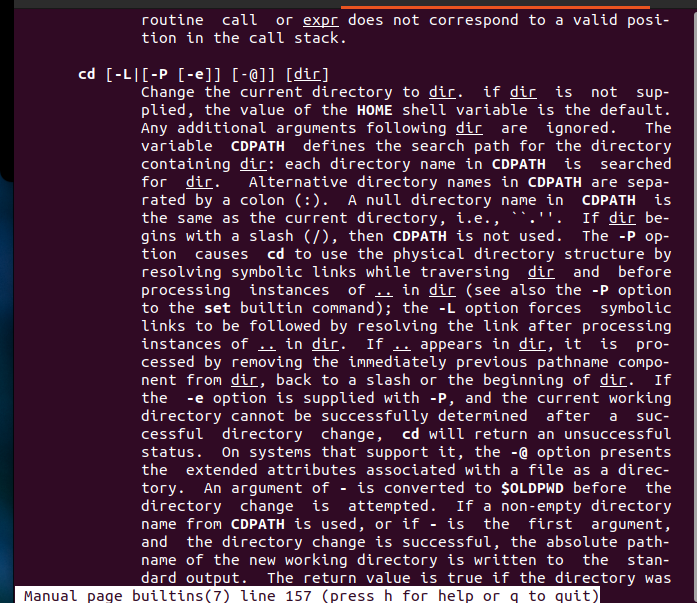 routine call or expr does not correspond to a valid posi-
tion in the call stack.
cd [-L|[-P [-e]] [-@]] [dir]
Change the current directory to dir. if dir is not sup-
plied, the value of the HOME shell variable is the default.
Any additional arguments following dir are ignored. The
variable CDPATH defines the search path for the directory
containing dir: each directory name in CDPATH is searched
for dir. Alternative directory names in CDPATH are sepa-
rated by a colon (:). A null directory name in CDPATH is
the same as the current directory, i.e., ``.''. If dir be-
gins with a slash (/), then CDPATH is not used. The -P op-
tion causes cd to use the physical directory structure by
resolving symbolic links while traversing dir and before
processing instances of .. in dir (see also the -P option
to the set builtin command); the -L option forces symbolic
links to be followed by resolving the link after processing
instances of .. in dir. If .. appears in dir, it is pro-
cessed by removing the immediately previous pathname compo-
nent from dir, back to a slash or the beginning of dir. If
the -e option is supplied with -P, and the current working
directory cannot be successfully determined after a suc-
cessful directory change, cd will return an unsuccessful
status. On systems that support it, the -@ option presents
the extended attributes associated with a file as a direc-
tory. An argument of - is converted to $OLDPWD before the
directory change is attempted. If a non-empty directory
name from CDPATH is used, or if - is the first argument,
and the directory change is successful, the absolute path-
name of the new working directory is written to the stan-
dard output. The return value is true if the directory was
Manual page builtins(7) line 157 (press h for help or q to quit)